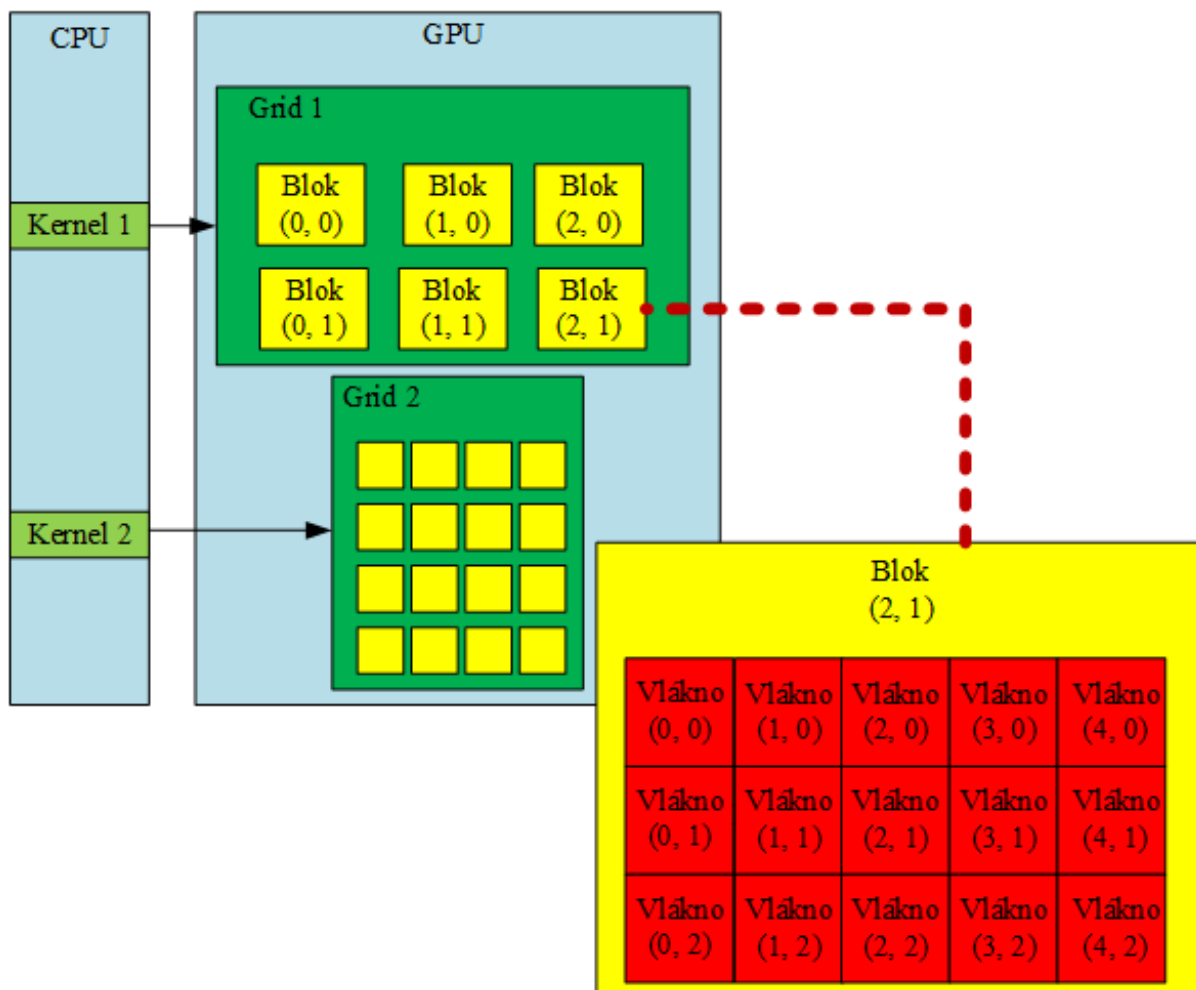 CPU
GPU
Grid 1
Blok
(0, 0)
Blok
(1, 0)
Blok
(2, 0)
Kernel 1
Blok
(0, 1)
Blok
(1, 1)
Blok
(2, 1)
Grid 2
Kernel 2
Blok
(2, 1)
Vlákno
(0, 0)
Vlákno
(1, 0)
Vlákno
(2, 0)
Vlákno
(3, 0)
Vlákno
(4, 0)
Vlákno
(0, 1)
Vlákno
(1, 1)
Vlákno
(2, 1)
Vlákno
(3, 1)
Vlákno
(4, 1)
Vlákno
(0, 2)
Vlákno
(1, 2)
Vlákno
(2, 2)
Vlákno
(3, 2)
Vlákno
(4, 2)